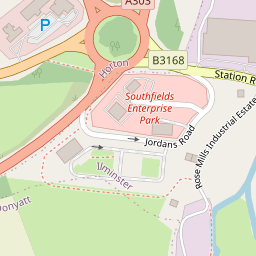 A303
P
Horton
B3168
Station R
Southfields
Enterprise
Park
Jordans Road
Rose Mills Industrial Estate
Ilminster
Donyatt